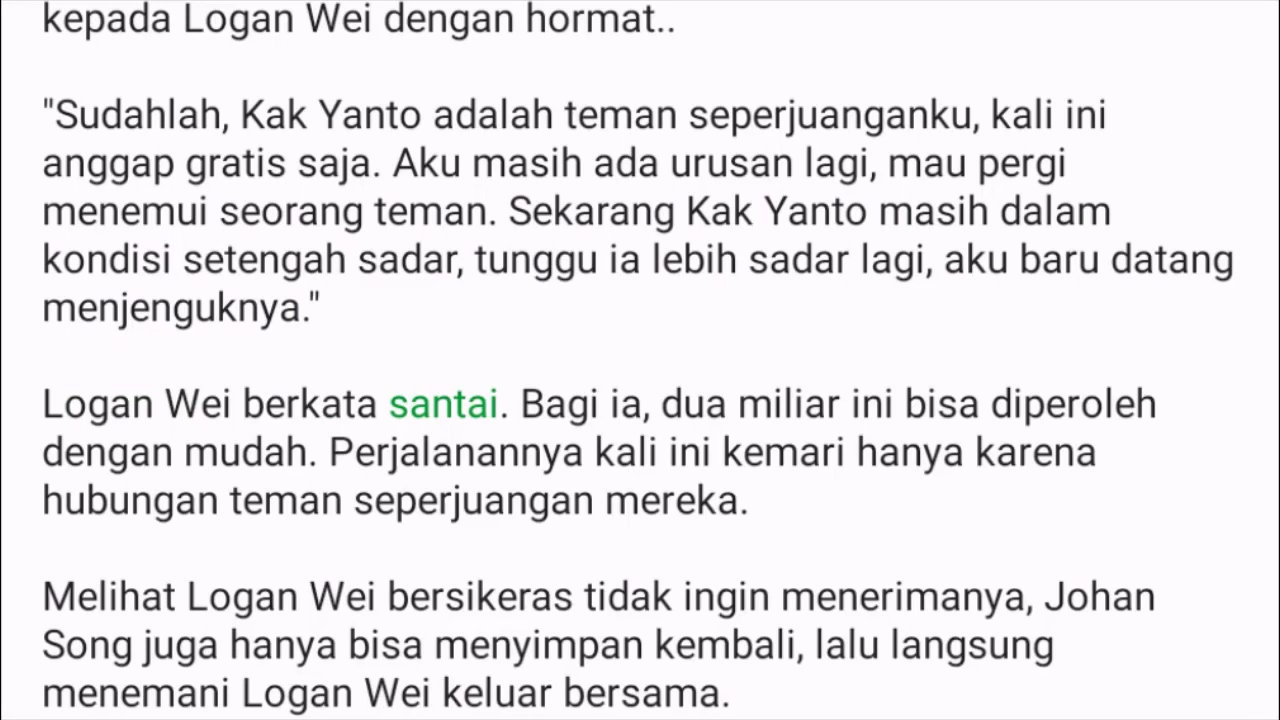 kepada Logan Wei dengan hormat..
"Sudahlah, Kak Yanto adalah teman seperjuanganku, kali ini
anggap gratis saja. Aku masih ada urusan lagi, mau pergi
menemui seorang teman. Sekarang Kak Yanto masih dalam
kondisi setengah sadar, tunggu ia lebih sadar lagi, aku baru datang
menjenguknya."
Logan Wei berkata santai. Bagi ia, dua miliar ini bisa diperoleh
dengan mudah. Perjalanannya kali ini kemari hanya karena
hubungan teman seperjuangan mereka.
Melihat Logan Wei bersikeras tidak ingin menerimanya, Johan
Song juga hanya bisa menyimpan kembali, lalu langsung
menemani Logan Wei keluar bersama.